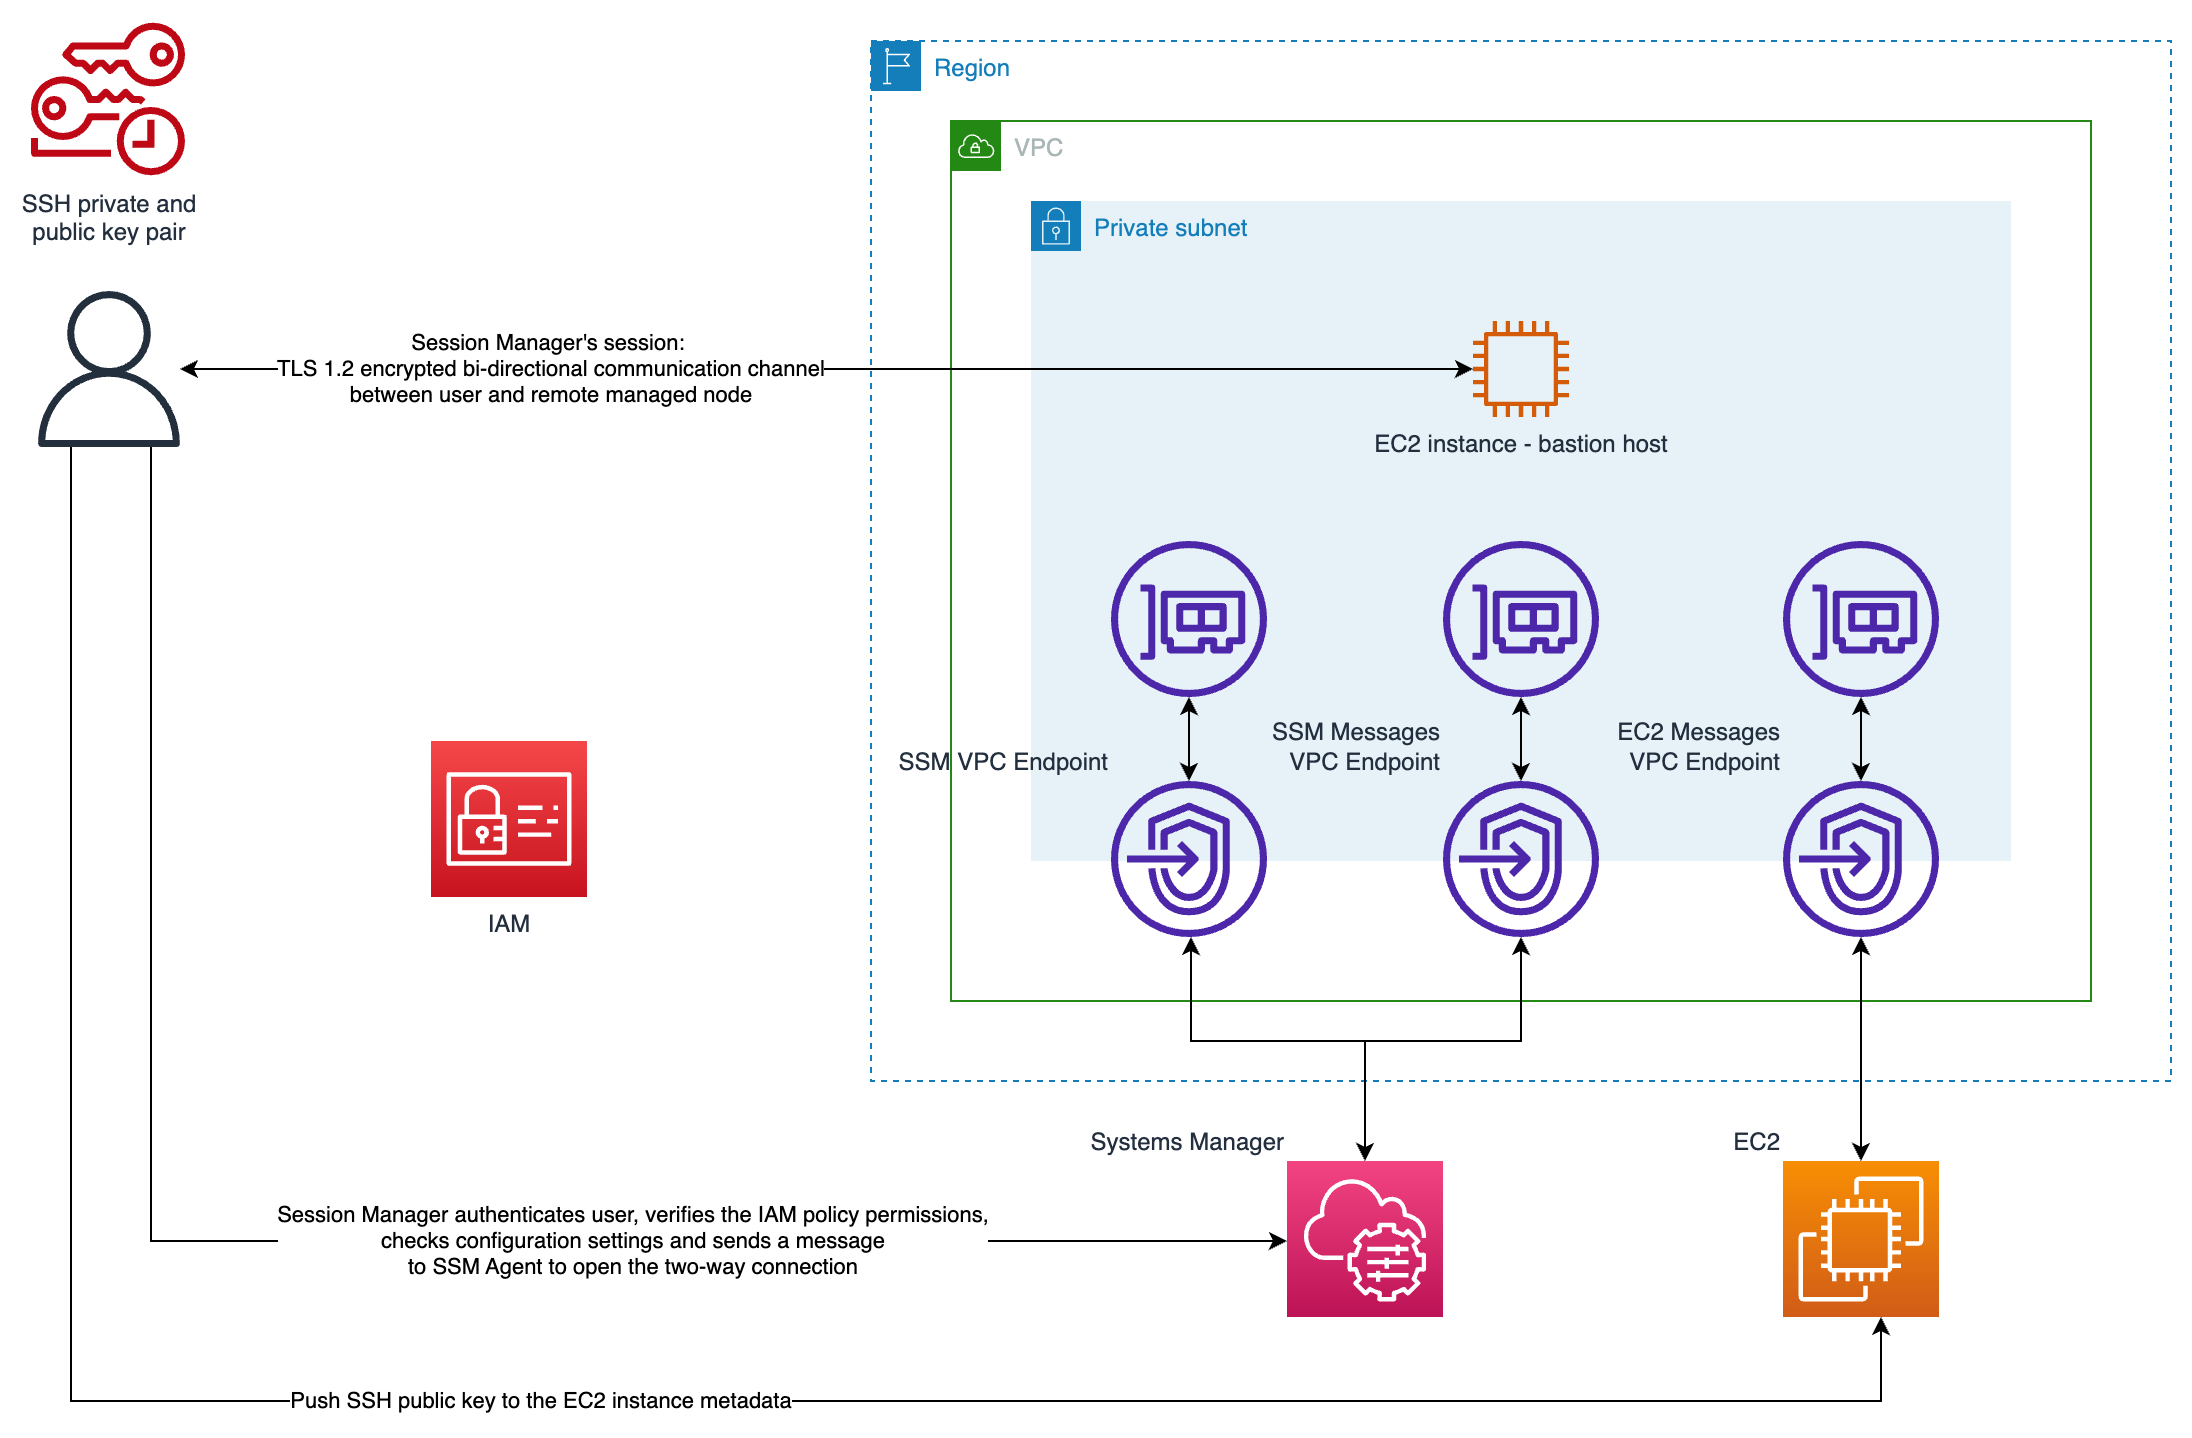 SSH private and
public key pair
Region
VPC
Private subnet
Session Manager's session:
TLS 1.2 encrypted bi-directional communication channel
between user and remote managed node
EC2 instance - bastion host
SSM VPC Endpoint
SSM Messages
VPC Endpoint
EC2 Messages
VPC Endpoint
IAM
Systems Manager
EC2
Session Manager authenticates user, verifies the IAM policy permissions,
checks configuration settings and sends a message
to SSM Agent to open the two-way connection
Push SSH public key to the EC2 instance metadata